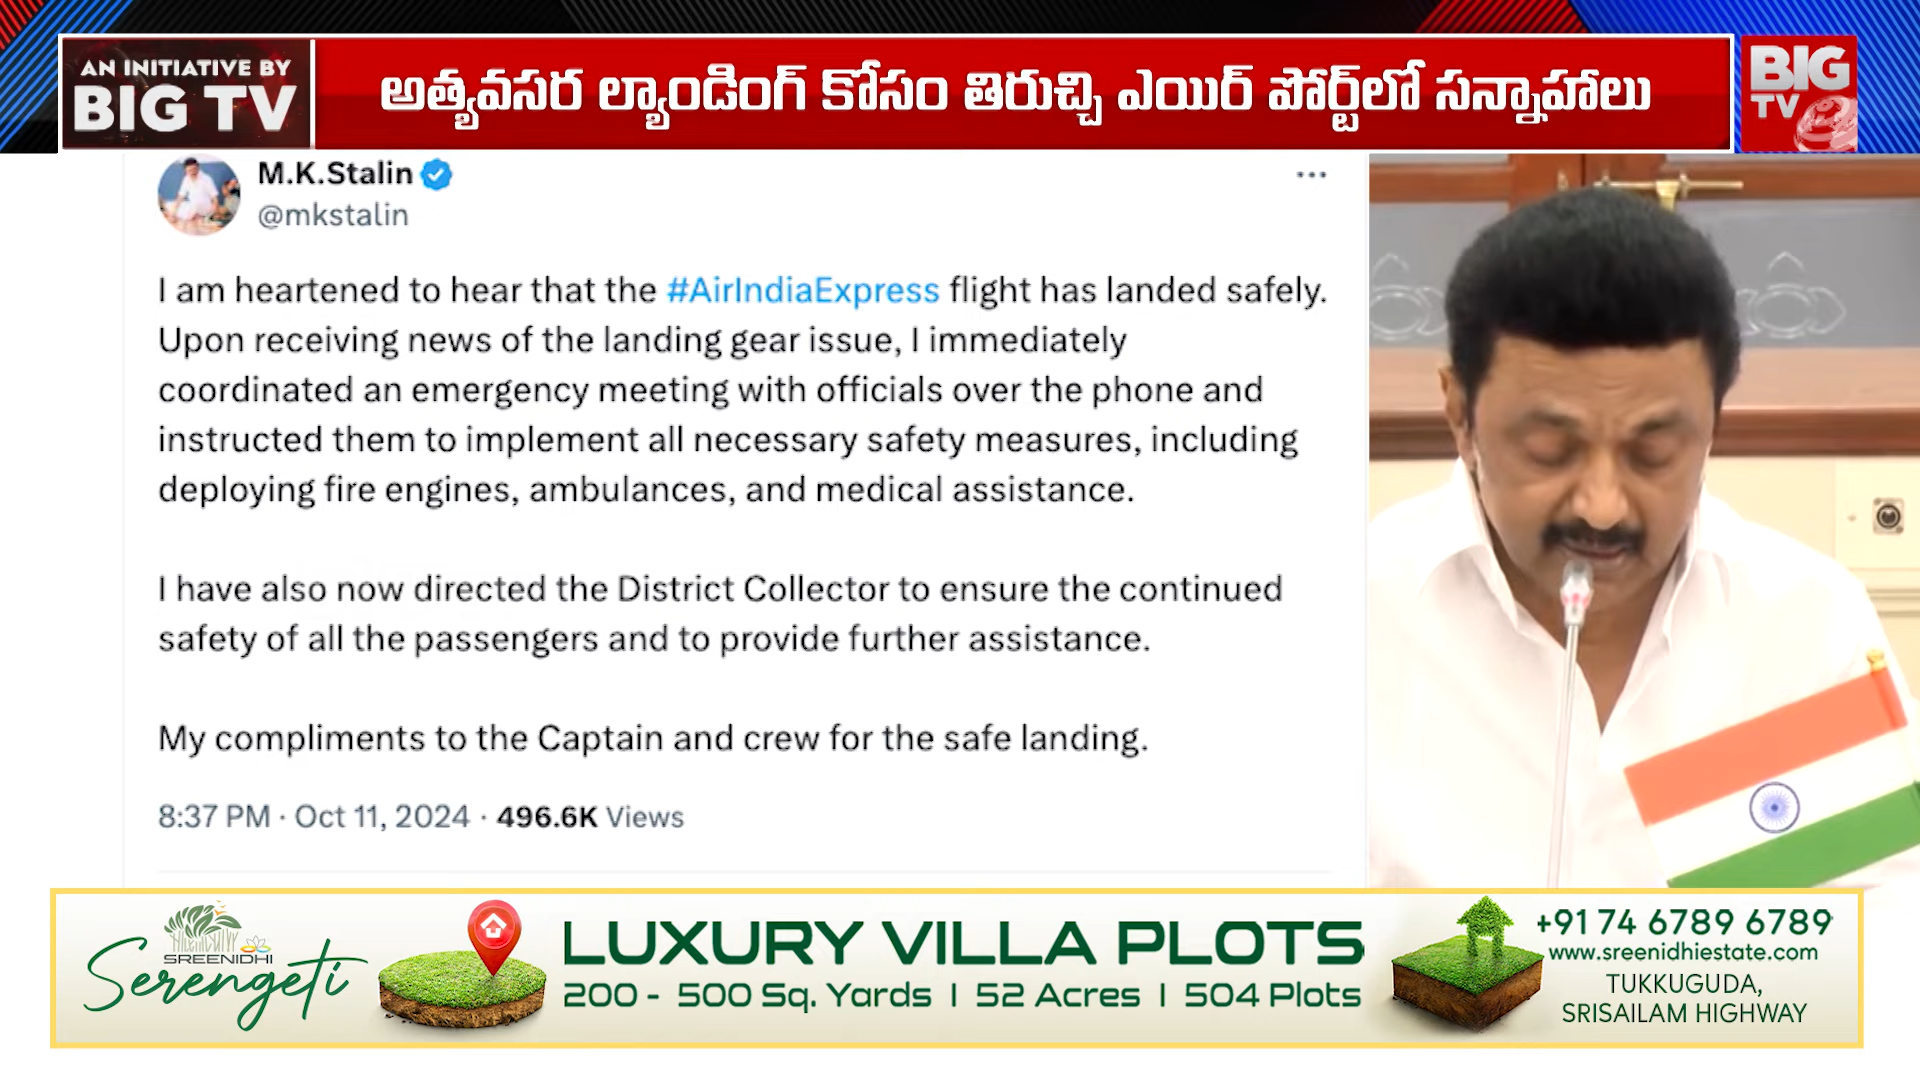 AN INITIATIVE BY
BIG TV
అత్యవసర ల్యాండింగ్ కోసం తిరుచ్చి ఎయిర్ పోర్ట్‌లో సన్నాహాలు
BIG
TV
M.K.Stalin
@mkstalin
I am heartened to hear that the #AirIndiaExpress flight has landed safely.
Upon receiving news of the landing gear issue, I immediately
coordinated an emergency meeting with officials over the phone and
instructed them to implement all necessary safety measures, including
deploying fire engines, ambulances, and medical assistance.
I have also now directed the District Collector to ensure the continued
safety of all the passengers and to provide further assistance.
My compliments to the Captain and crew for the safe landing.
8:37 PM · Oct 11, 2024 · 496.6K Views
SREENIDHI
Serengeti
LUXURY VILLA PLOTS
200 - 500 Sq. Yards | 52 Acres | 504 Plots
+91 74 6789 6789
www.sreenidhiestate.com
TUKKUGUDA,
SRISAILAM HIGHWAY